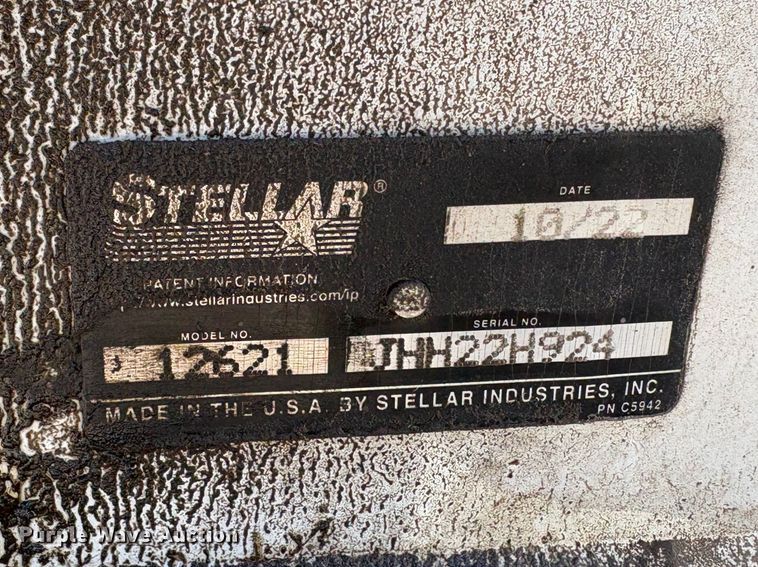 STELLAR®
DATE
10/22
PATENT INFORMATION
www.stellarindustries.com/ip
MODEL NO.
12621
SERIAL NO.
JHH22H924
MADE IN THE U.S.A. BY STELLAR INDUSTRIES, INC.
PN C5942
Purple Wave Auction